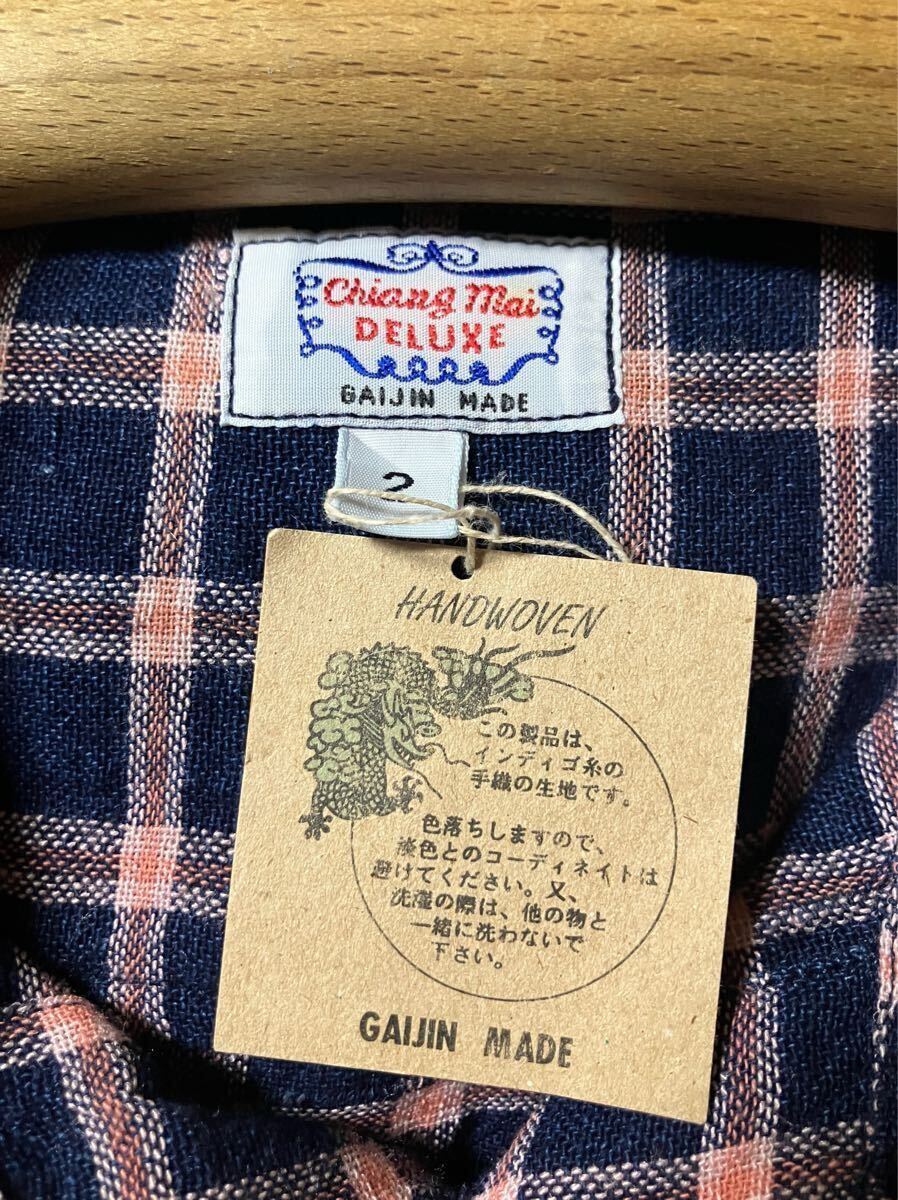 Chiang Mai
DELUXE
GAIJIN MADE
2
HANDWOVEN
この製品は、
インディゴ糸の
手織の生地です。
色落ちしますので、
淡色とのコーディネイトは
避けてください。又、
洗濯の際は、他の物と
一緒に洗わないで
下さい。
GAIJIN MADE